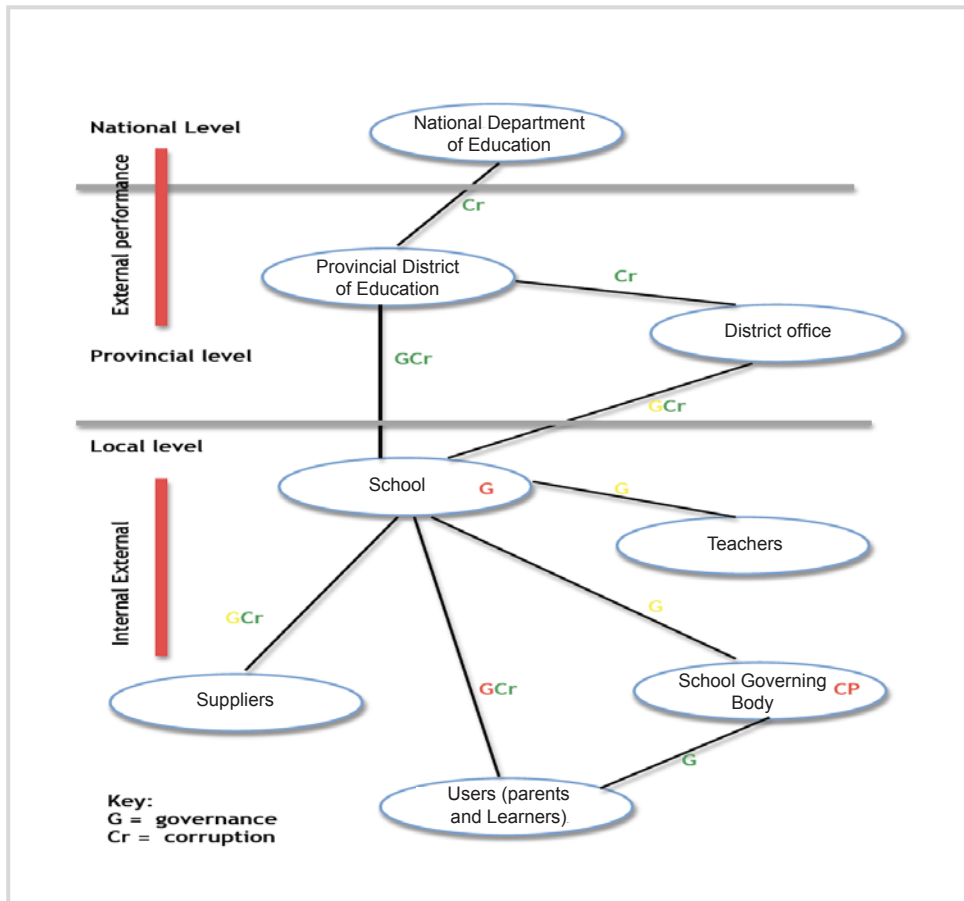 National Level
National Department
of Education
External performance
Cr
Provincial District
of Education
Cr
District office
Provincial level
GCr
GCr
Local level
School
G
G
Teachers
Internal External
G
GCr
Suppliers
GCr
School Governing
Body
CP
G
Users (parents
and Learners)
Key:
G = governance
Cr = corruption